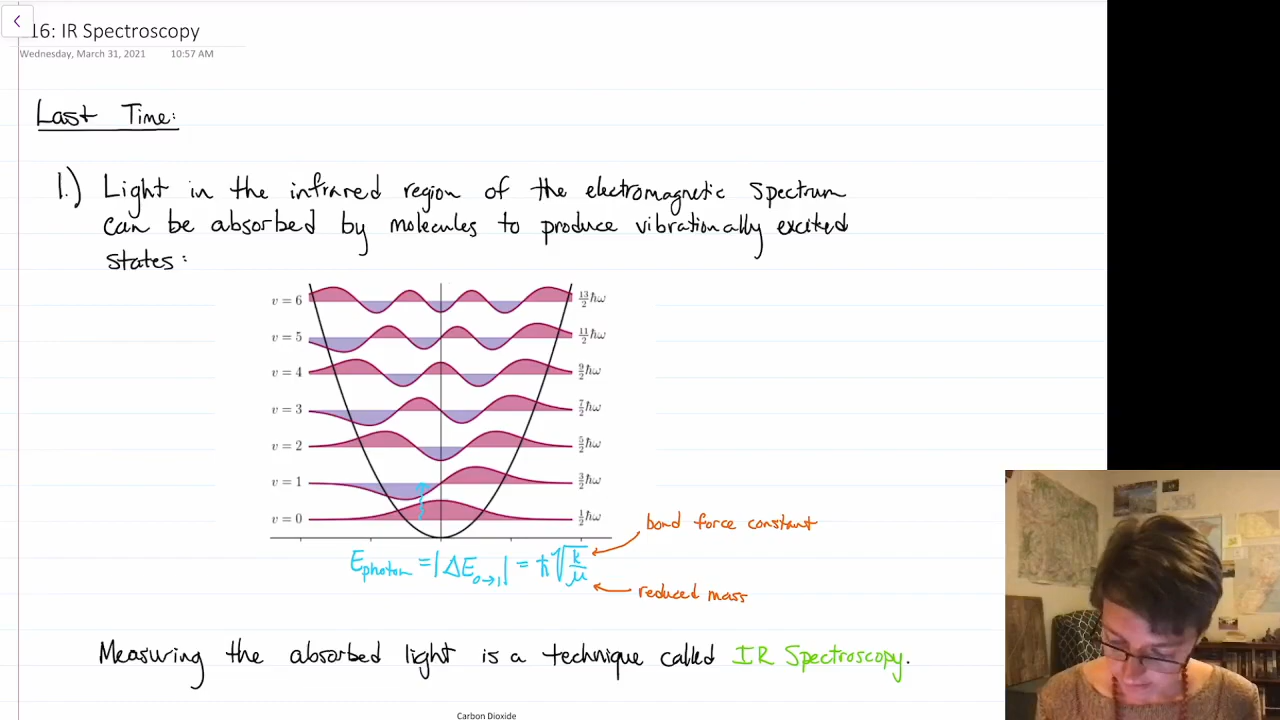 16: IR Spectroscopy
Wednesday, March 31, 2021 10:57 AM
Last Time:
1.) Light in the infrared region of the electromagnetic Spectrum
can be absorbed by molecules to produce vibrationally excited
states:
v = 6 13/2 ℏω
v = 5 11/2 ℏω
v = 4 9/2 ℏω
v = 3 7/2 ℏω
v = 2 5/2 ℏω
v = 1 3/2 ℏω
v = 0 1/2 ℏω
bond force constant
E photon = |ΔE 0→1| = ℏ √(k/μ)
reduced mass
Measuring the absorbed light is a technique called IR Spectroscopy.
Carbon Dioxide